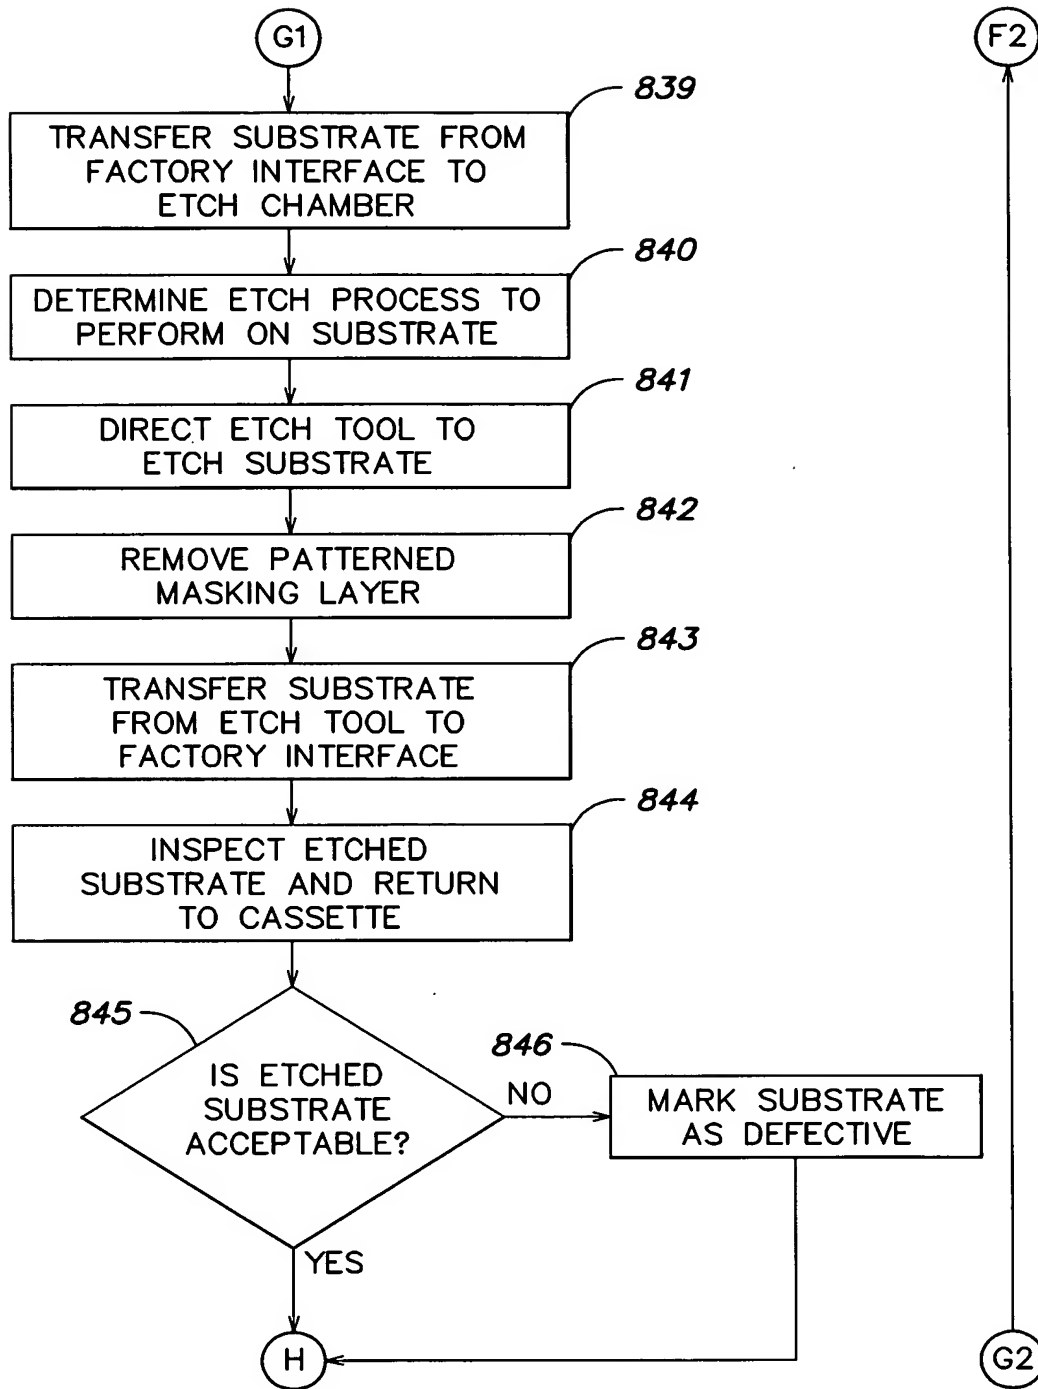 G1
F2
839
TRANSFER SUBSTRATE FROM
FACTORY INTERFACE TO
ETCH CHAMBER
840
DETERMINE ETCH PROCESS TO
PERFORM ON SUBSTRATE
841
DIRECT ETCH TOOL TO
ETCH SUBSTRATE
842
REMOVE PATTERNED
MASKING LAYER
843
TRANSFER SUBSTRATE
FROM ETCH TOOL TO
FACTORY INTERFACE
844
INSPECT ETCHED
SUBSTRATE AND RETURN
TO CASSETTE
845
IS ETCHED
SUBSTRATE
ACCEPTABLE?
NO
846
MARK SUBSTRATE
AS DEFECTIVE
YES
H
G2